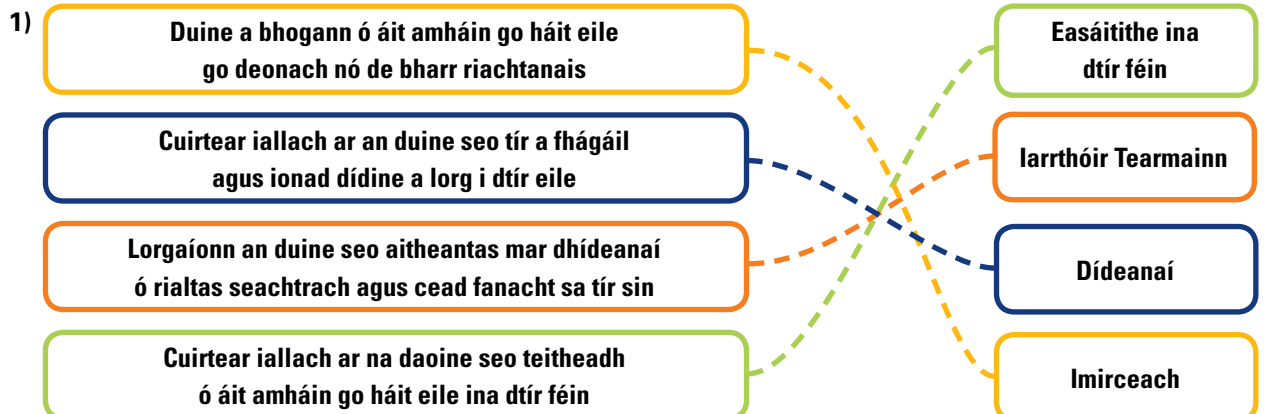 1)
Duine a bhogann ó áit amháin go háit eile
go deonach nó de bharr riachtanais
Cuirtear iallach ar an duine seo tír a fhágáil
agus ionad dídine a lorg i dtír eile
Lorgaíonn an duine seo aitheantas mar dhídeanaí
ó rialtas seachtrach agus cead fanacht sa tír sin
Cuirtear iallach ar na daoine seo teitheadh
ó áit amháin go háit eile ina dtír féin
Easáitithe ina
dtír féin
Iarrthóir Tearmainn
Dídeanaí
Imirceach